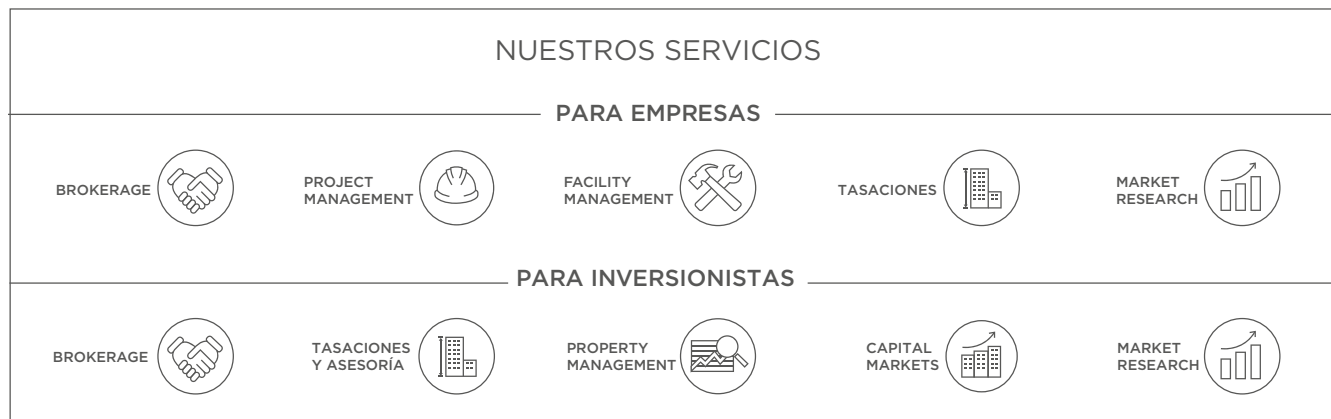 NUESTROS SERVICIOS
PARA EMPRESAS
BROKERAGE
PROJECT
MANAGEMENT
FACILITY
MANAGEMENT
TASACIONES
MARKET
RESEARCH
PARA INVERSIONISTAS
BROKERAGE
TASACIONES
Y ASESORÍA
PROPERTY
MANAGEMENT
CAPITAL
MARKETS
MARKET
RESEARCH